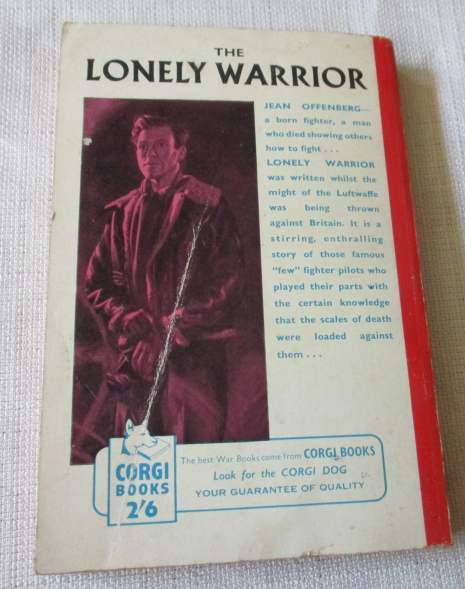 THE
LONELY WARRIOR
JEAN OFFENBERG—
a born fighter, a man
who died showing others
how to fight . . .
LONELY WARRIOR
was written whilst the
might of the Luftwaffe
was being thrown
against Britain. It is a
stirring, enthralling
story of those famous
"few" fighter pilots who
played their parts with
the certain knowledge
that the scales of death
were loaded against
them . . .
CORGI
BOOKS
2'6
The best War Books come from CORGI BOOKS
Look for the CORGI DOG
YOUR GUARANTEE OF QUALITY